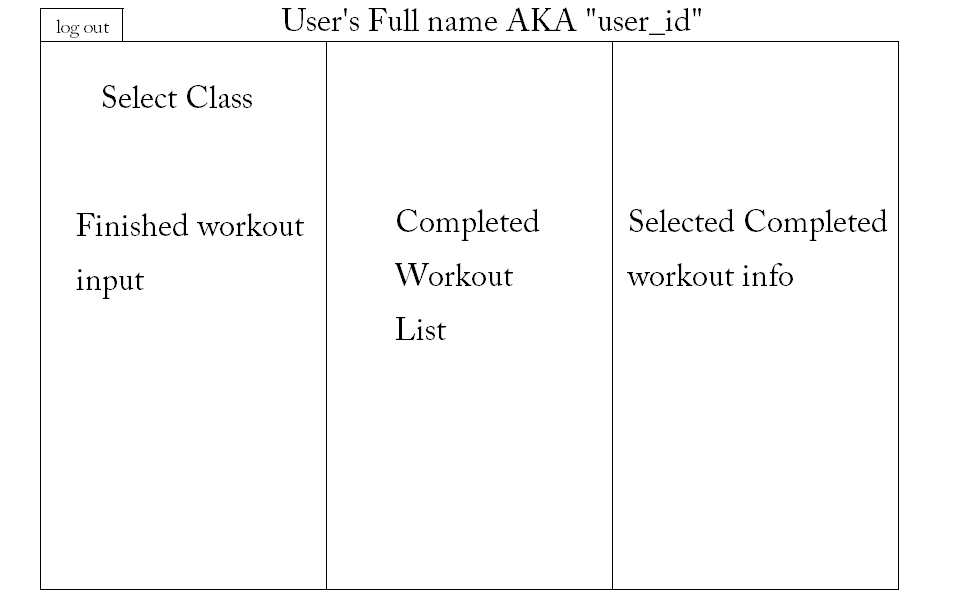 log out
User's Full name AKA "user_id"
Select Class
Finished workout
input
Completed
Workout
List
Selected Completed
workout info